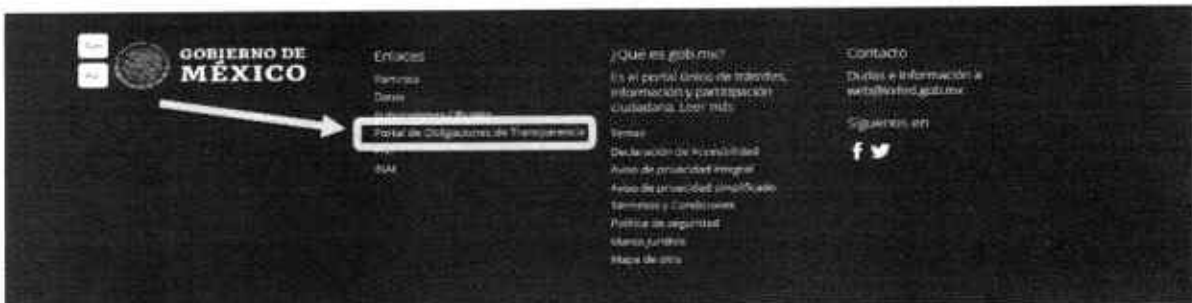 GOBIERNO DE
MÉXICO
Enlaces
Participa
Datos
Portal de Obligaciones de Transparencia
INAI
¿Qué es gob.mx?
Es el portal único de trámites,
información y participación
ciudadana. Leer más
Temas
Declaración de Accesibilidad
Aviso de privacidad integral
Aviso de privacidad simplificado
Términos y Condiciones
Política de seguridad
Marco Jurídico
Mapa de sitio
Contacto
Dudas e información a
Síguenos en